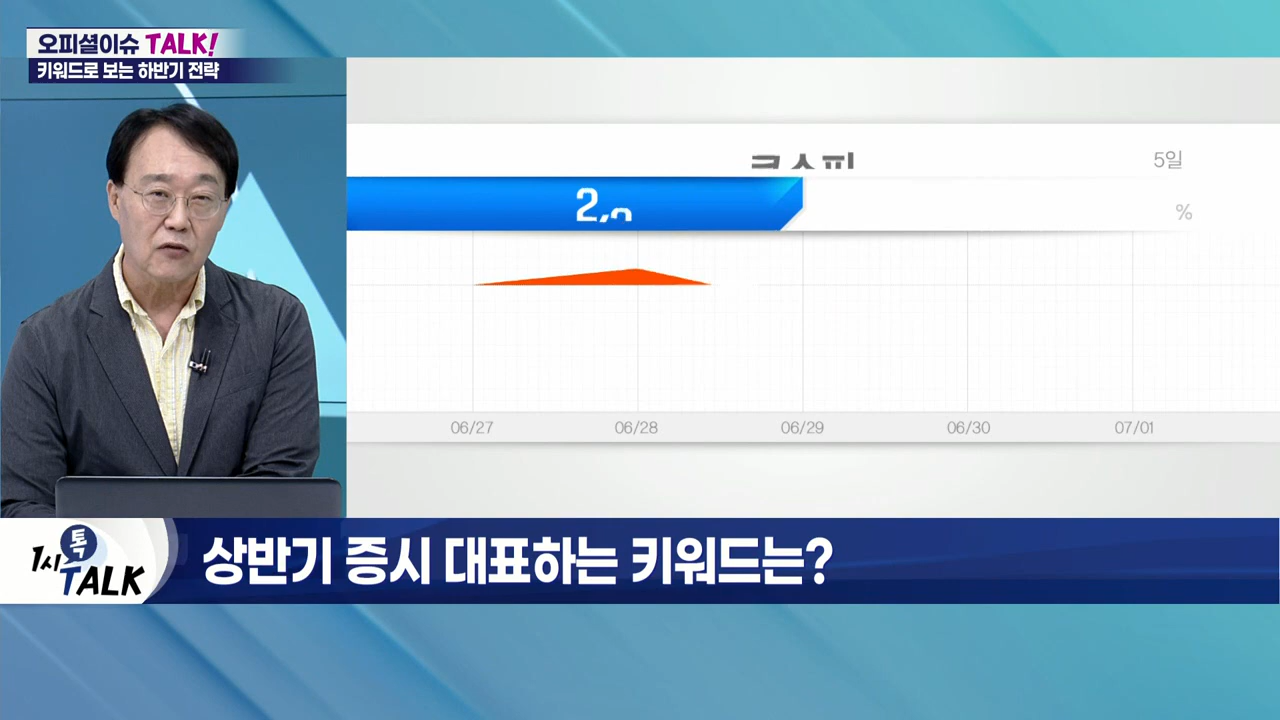 오피셜이슈 TALK!
키워드로 보는 하반기 전략
5일
%
06/27 06/28 06/29 06/30 07/01
1시 톡 TALK
상반기 증시 대표하는 키워드는?